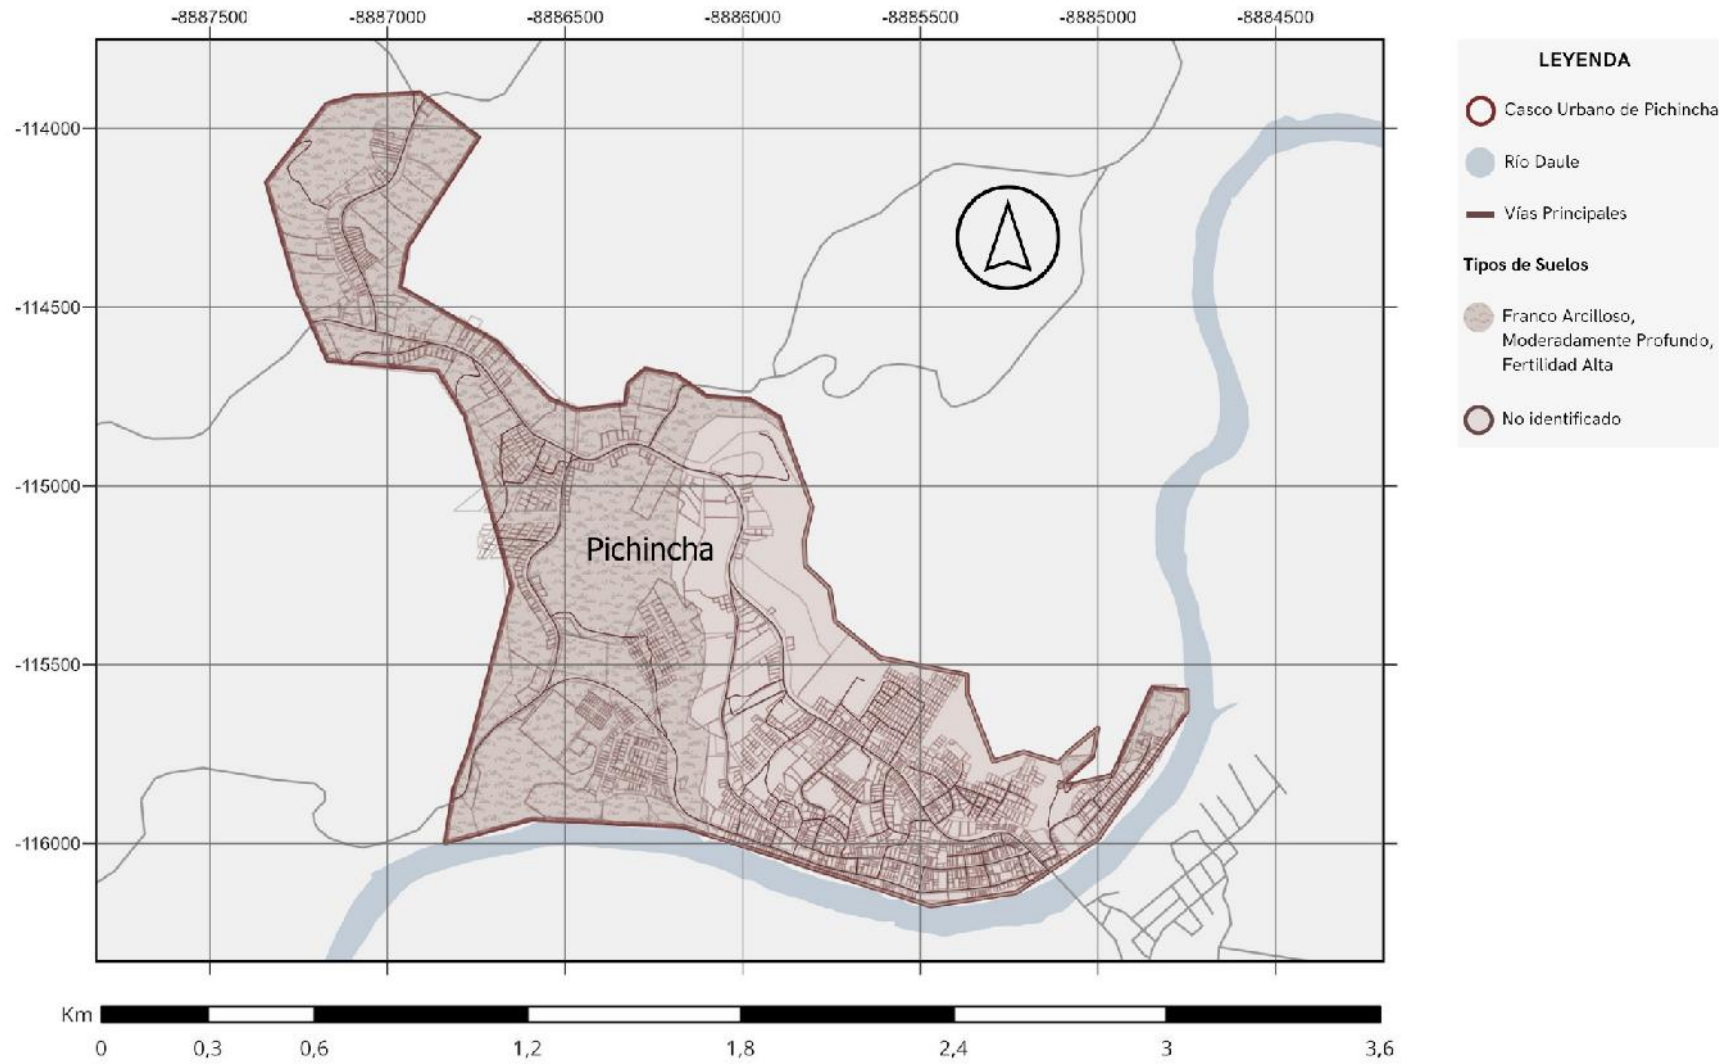 -8887500 -8887000 -8886500 -8886000 -8885500 -8885000 -8884500
-114000
-114500
-115000
-115500
-116000
Pichincha
LEYENDA
Casco Urbano de Pichincha
Río Daule
Vías Principales
Tipos de Suelos
Franco Arcilloso,
Moderadamente Profundo,
Fertilidad Alta
No identificado
Km
0 0,3 0,6 1,2 1,8 2,4 3 3,6